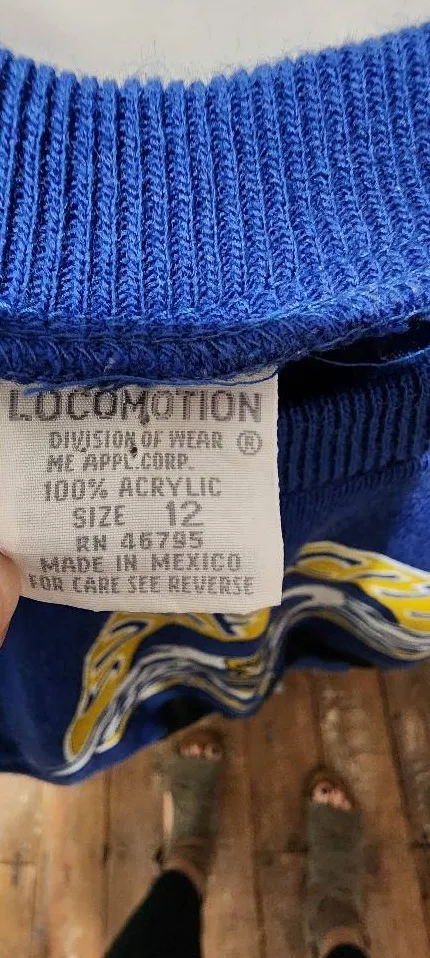 LOCOMOTION
DIVISION OF WEAR ®
ME APPL.CORP.
100% ACRYLIC
SIZE 12
RN 46795
MADE IN MEXICO
FOR CARE SEE REVERSE